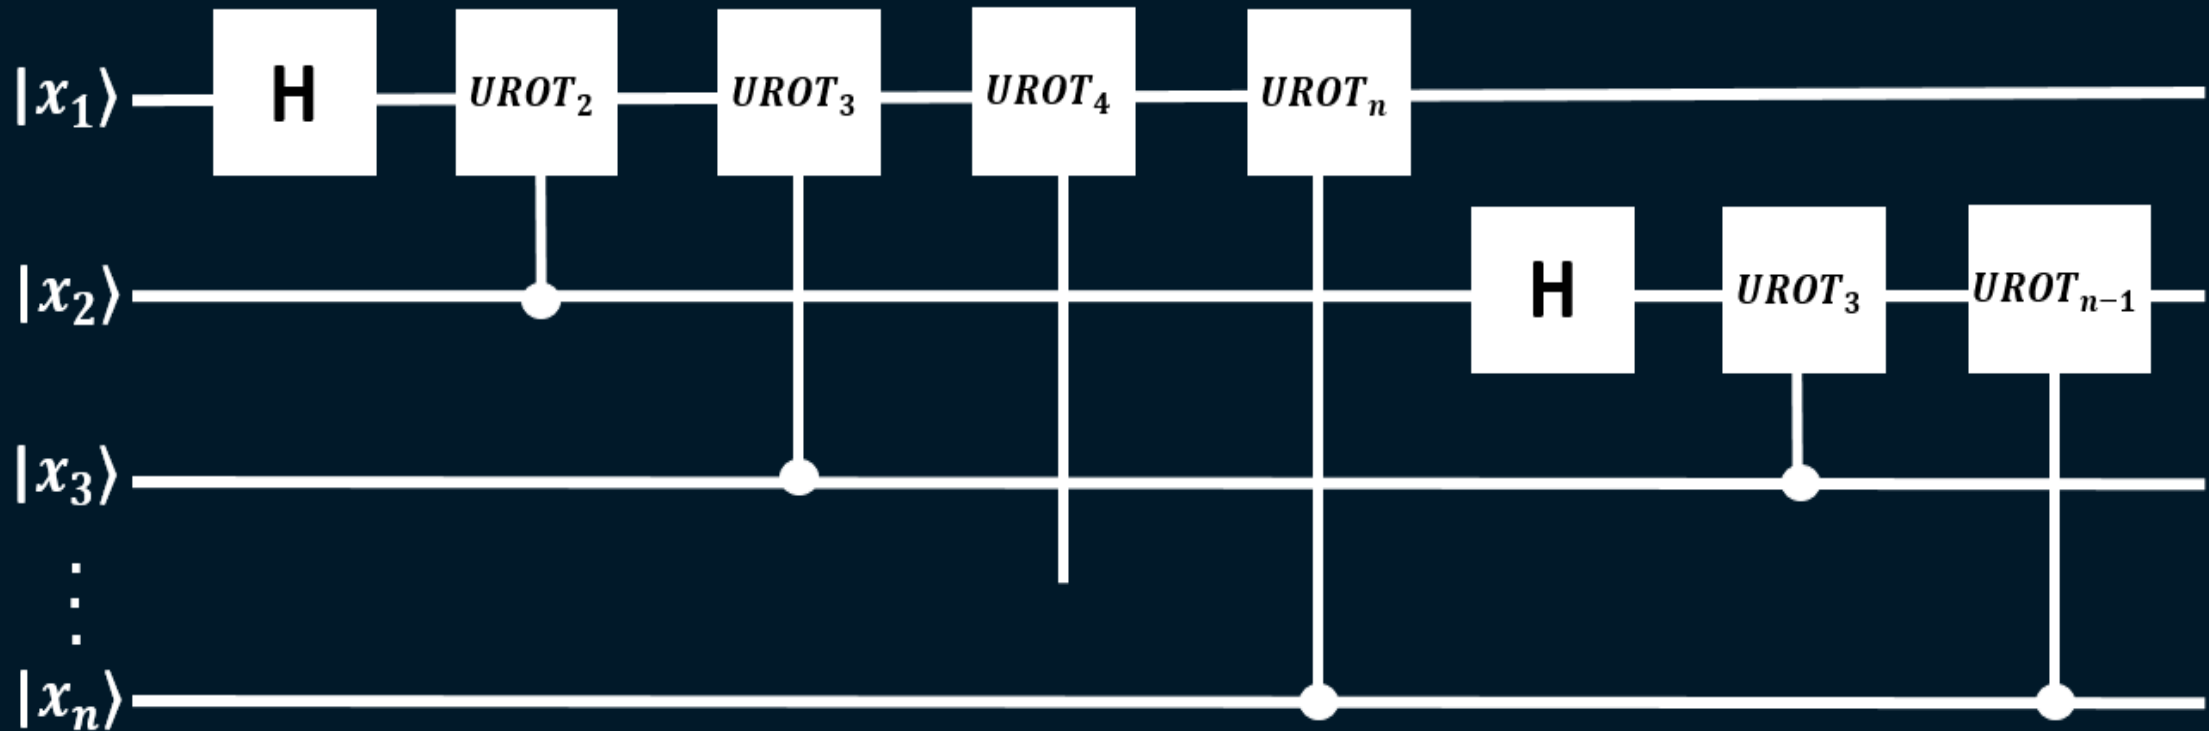 |x₁⟩ H UROT₂ UROT₃ UROT₄ UROTₙ
|x₂⟩ H UROT₃ UROTₙ₋₁
|x₃⟩
⋮
|xₙ⟩